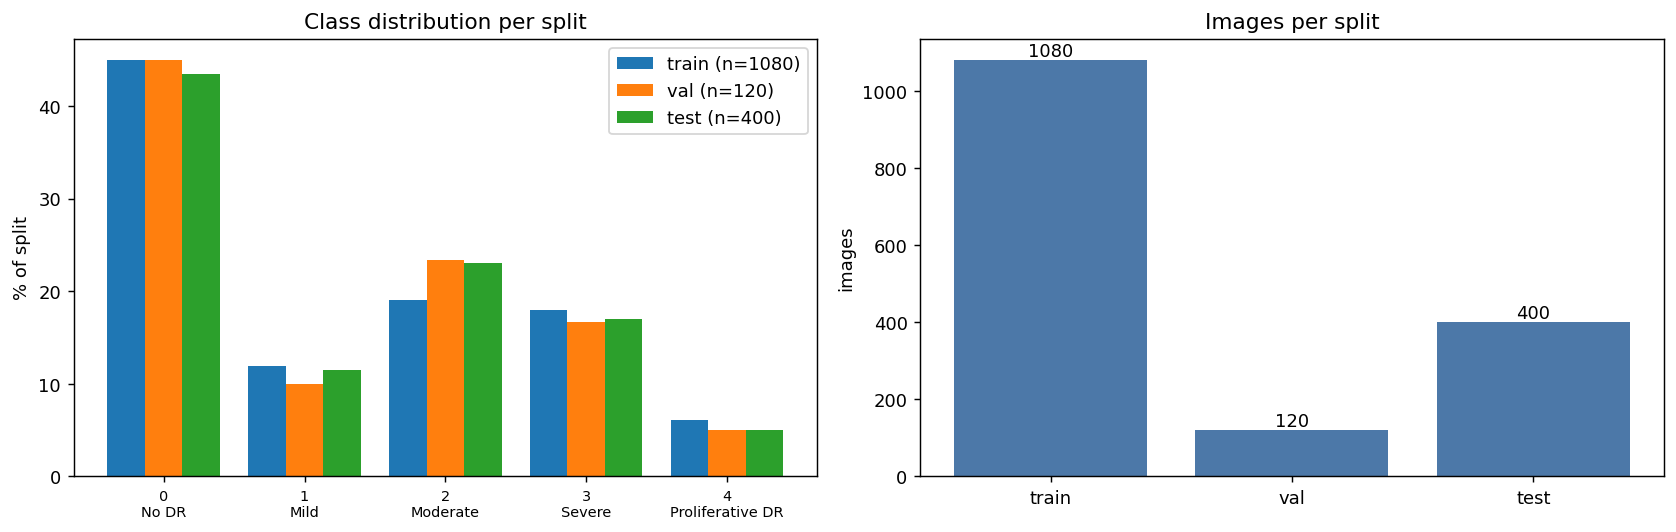 Class distribution per split
% of split
40
30
20
10
0
train (n=1080)
val (n=120)
test (n=400)
0
No DR
1
Mild
2
Moderate
3
Severe
4
Proliferative DR
Images per split
images
1000
800
600
400
200
0
1080
120
400
train
val
test